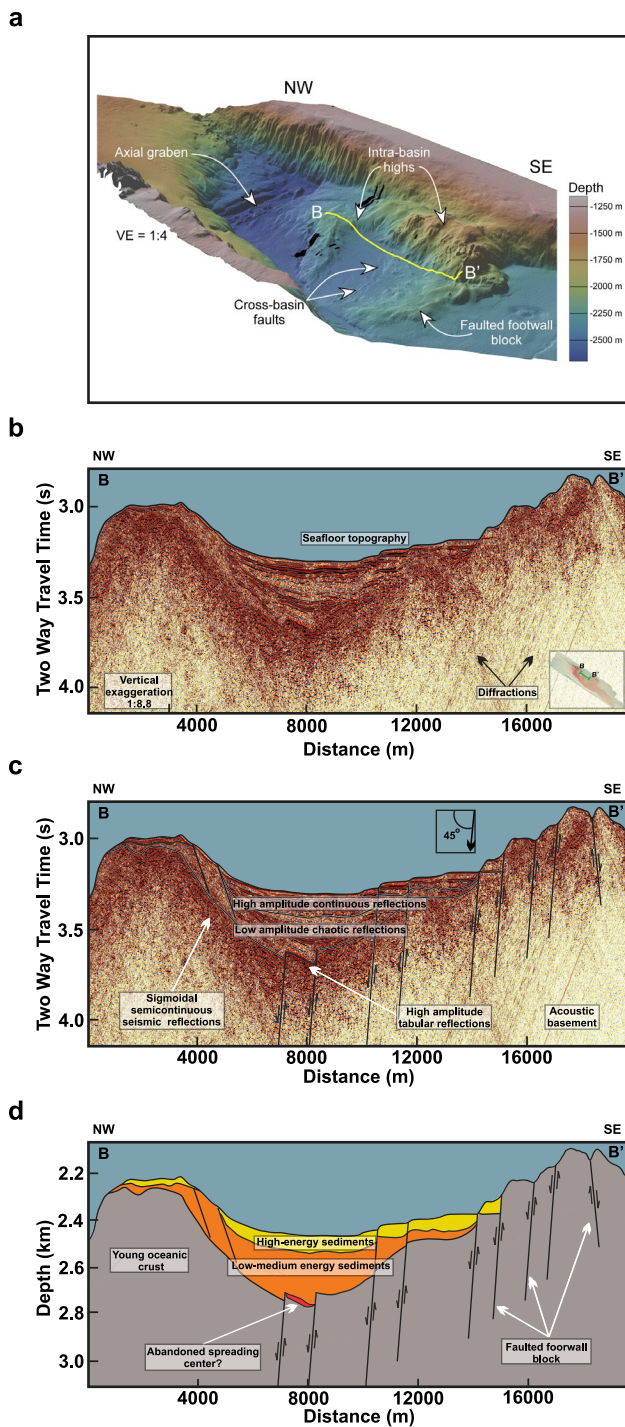 a
NW
SE
Axial graben
Intra-basin
highs
Depth
-1250 m
-1500 m
-1750 m
-2000 m
-2250 m
-2500 m
VE = 1:4
B
B'
Cross-basin
faults
Faulted footwall
block
b
NW
SE
B
B'
Two Way Travel Time (s)
3.0
3.5
4.0
Seafloor topography
Vertical
exaggeration
1:8.8
Diffractions
B
B'
4000
8000
12000
16000
Distance (m)
c
NW
SE
B
B'
Two Way Travel Time (s)
3.0
3.5
4.0
45°
High amplitude continuous reflections
Low amplitude chaotic reflections
Sigmoidal
semicontinuous
seismic reflections
High amplitude
tabular reflections
Acoustic
basement
4000
8000
12000
16000
Distance (m)
d
NW
SE
B
B'
Depth (km)
2.2
2.4
2.6
2.8
3.0
Young oceanic
crust
High-energy sediments
Low-medium energy sediments
Abandoned spreading
center?
Faulted foorwall
block
4000
8000
12000
16000
Distance (m)